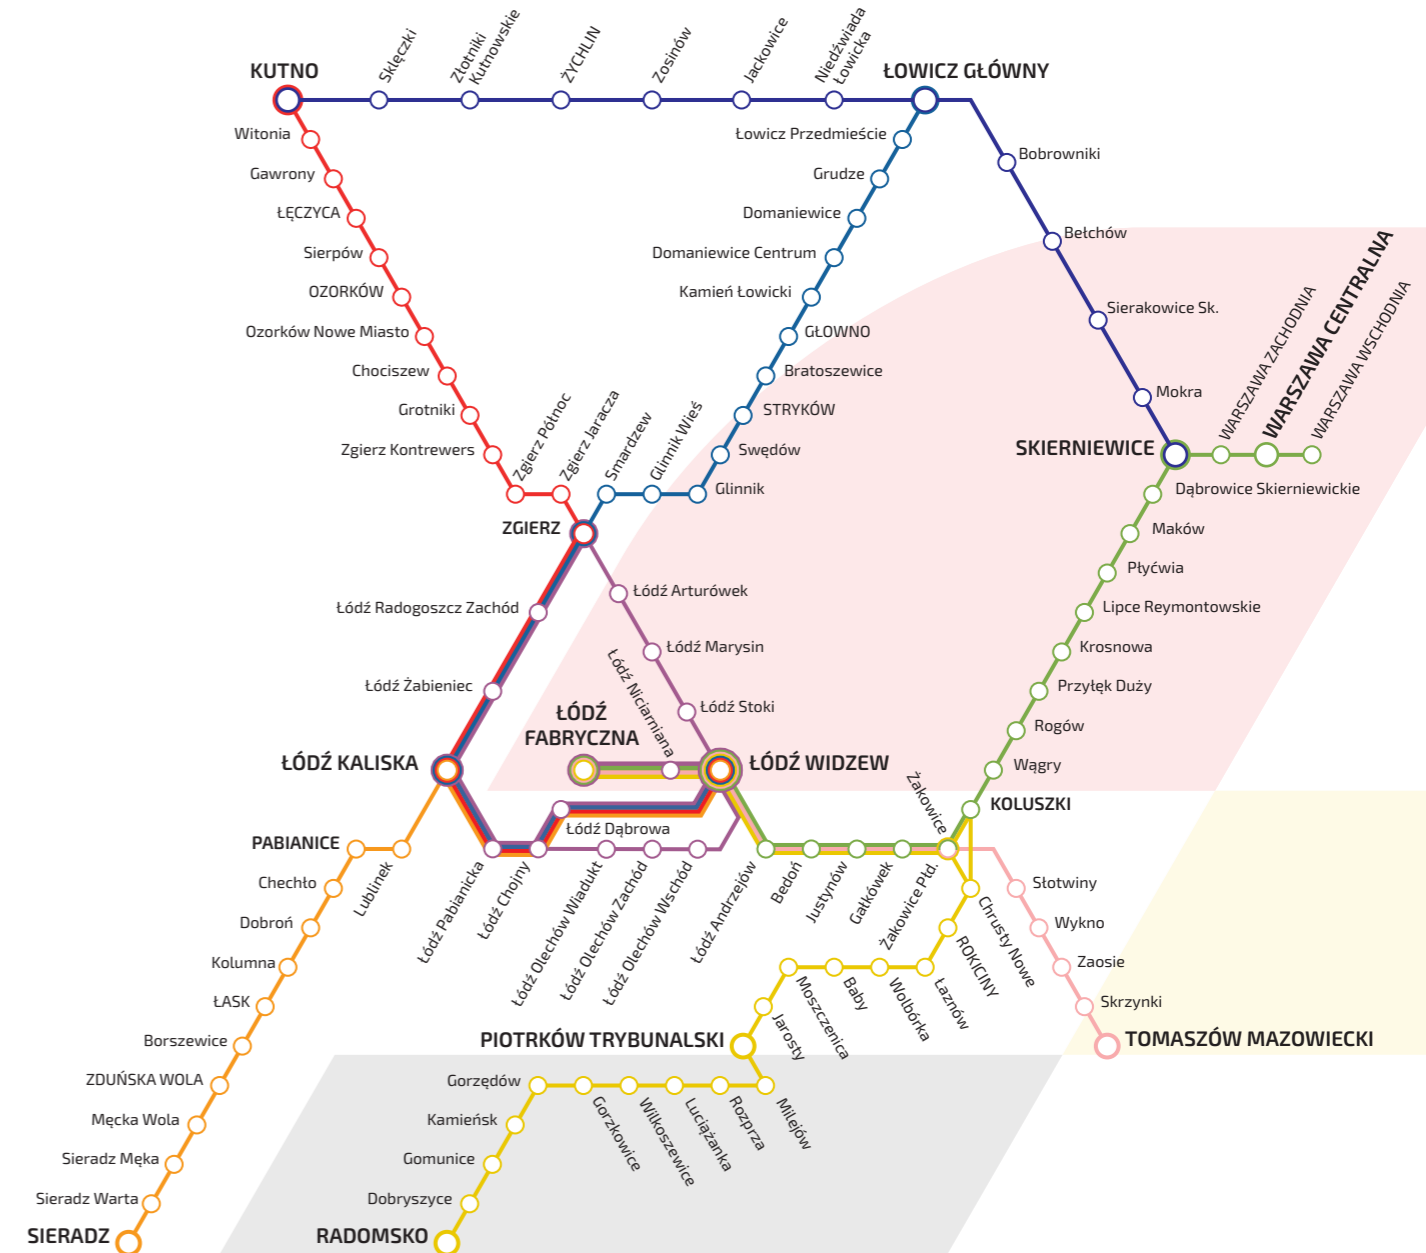 KUTNO
Sklęczki
Złotniki
Kutnowskie
ŻYCHLIN
Zosinów
Jackowice
Niedźwiada
Łowicka
ŁOWICZ GŁÓWNY
Witonia
Gawrony
ŁĘCZYCA
Sierpów
OZORKÓW
Ozorków Nowe Miasto
Chociszew
Grotniki
Zgierz Kontrewers
Zgierz Północ
Zgierz Jaracza
Smardzew
Glinnik Wieś
Łowicz Przedmieście
Grudze
Domaniewice
Domaniewice Centrum
Kamień Łowicki
GŁOWNO
Bratoszewice
STRYKÓW
Swędów
Glinnik
Bobrowniki
Bełchów
Sierakowice Sk.
Mokra
SKIERNIEWICE
WARSZAWA ZACHODNIA
WARSZAWA CENTRALNA
WARSZAWA WSCHODNIA
ZGIERZ
Łódź Radogoszcz Zachód
Łódź Żabieniec
ŁÓDŹ KALISKA
Łódź Arturówek
Łódź Marysin
Łódź Stoki
Łódź Niciarniana
ŁÓDŹ
FABRYCZNA
ŁÓDŹ WIDZEW
Dąbrowice Skierniewickie
Maków
Płyćwia
Lipce Reymontowskie
Krosnowa
Przyłęk Duży
Rogów
Wągry
KOLUSZKI
Żakowice
PABIANICE
Lublinek
Łódź Pabianicka
Łódź Chojny
Łódź Dąbrowa
Łódź Olechów Wiadukt
Łódź Olechów Zachód
Łódź Olechów Wschód
Łódź Andrzejów
Bedoń
Justynów
Gałkówek
Żakowice Płd.
Chrusty Nowe
ROKICINY
Łaznów
Wolbórka
Baby
Moszczenica
Jarosty
Słotwiny
Wykno
Zaosie
Skrzynki
TOMASZÓW MAZOWIECKI
Chechło
Dobroń
Kolumna
ŁASK
Borszewice
ZDUŃSKA WOLA
Męcka Wola
Sieradz Męka
Sieradz Warta
SIERADZ
PIOTRKÓW TRYBUNALSKI
Milejów
Rozprza
Luciążanka
Wilkoszewice
Gorzkowice
Gorzędów
Kamieńsk
Gomunice
Dobryszyce
RADOMSKO